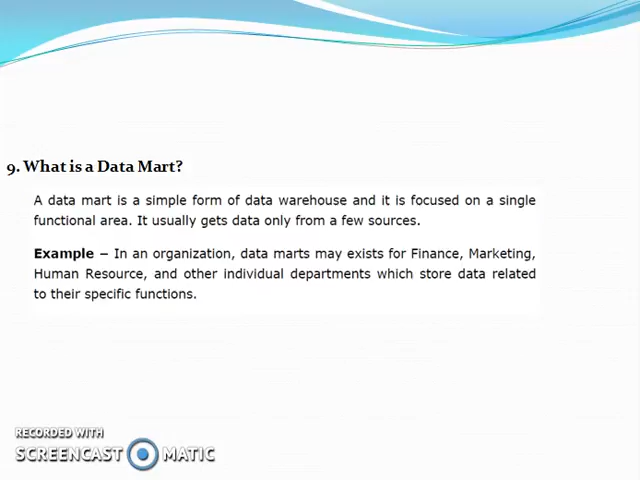 9. What is a Data Mart?
A data mart is a simple form of data warehouse and it is focused on a single
functional area. It usually gets data only from a few sources.
Example − In an organization, data marts may exists for Finance, Marketing,
Human Resource, and other individual departments which store data related
to their specific functions.
RECORDED WITH
SCREENCAST MATIC